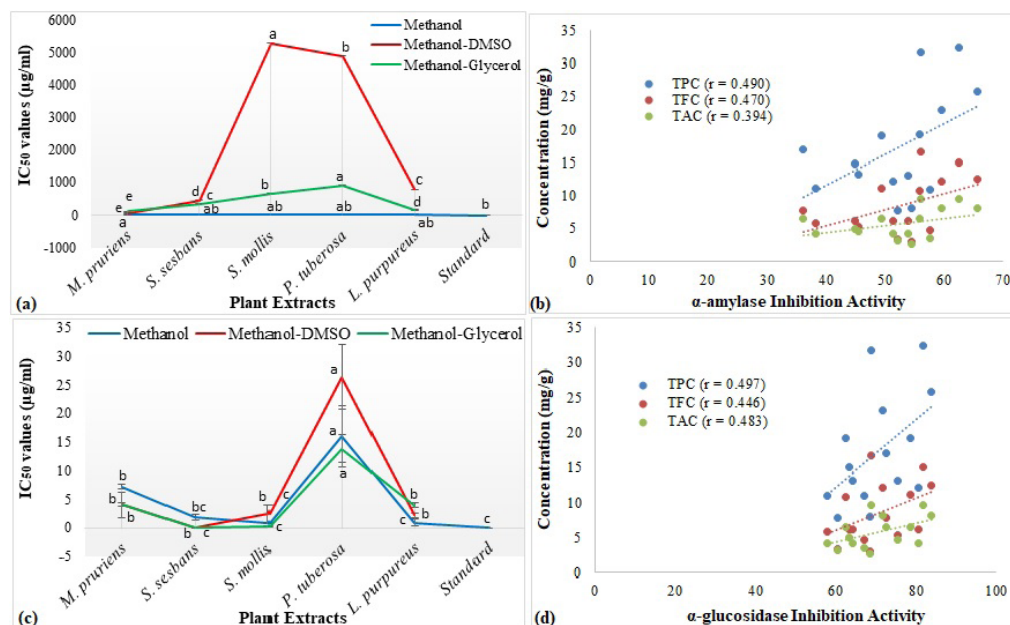 6000
5000
4000
3000
2000
1000
0
-1000
IC50 values (µg/ml)
Methanol
Methanol-DMSO
Methanol-Glycerol
a
b
e
e
a
d
c
ab
b
ab
a
ab
c
d
ab
b
M. pruriens
S. sesbans
S. mollis
P. tuberosa
L. purpureus
Standard
Plant Extracts
(a)
40
35
30
25
20
15
10
5
0
Concentration (mg/g)
TPC (r = 0.490)
TFC (r = 0.470)
TAC (r = 0.394)
0 10 20 30 40 50 60 70
α-amylase Inhibition Activity
(b)
35
30
25
20
15
10
5
0
-5
IC50 values (µg/ml)
Methanol Methanol-DMSO Methanol-Glycerol
b
b
b
bc
b c
b
c
c
a
a
a
b
c b
c
M. pruriens
S. sesbans
S. mollis
P. tuberosa
L. purpureus
Standard
Plant Extracts
(c)
35
30
25
20
15
10
5
0
Concentration (mg/g)
TPC (r = 0.497)
TFC (r = 0.446)
TAC (r = 0.483)
0 20 40 60 80 100
α-glucosidase Inhibition Activity
(d)